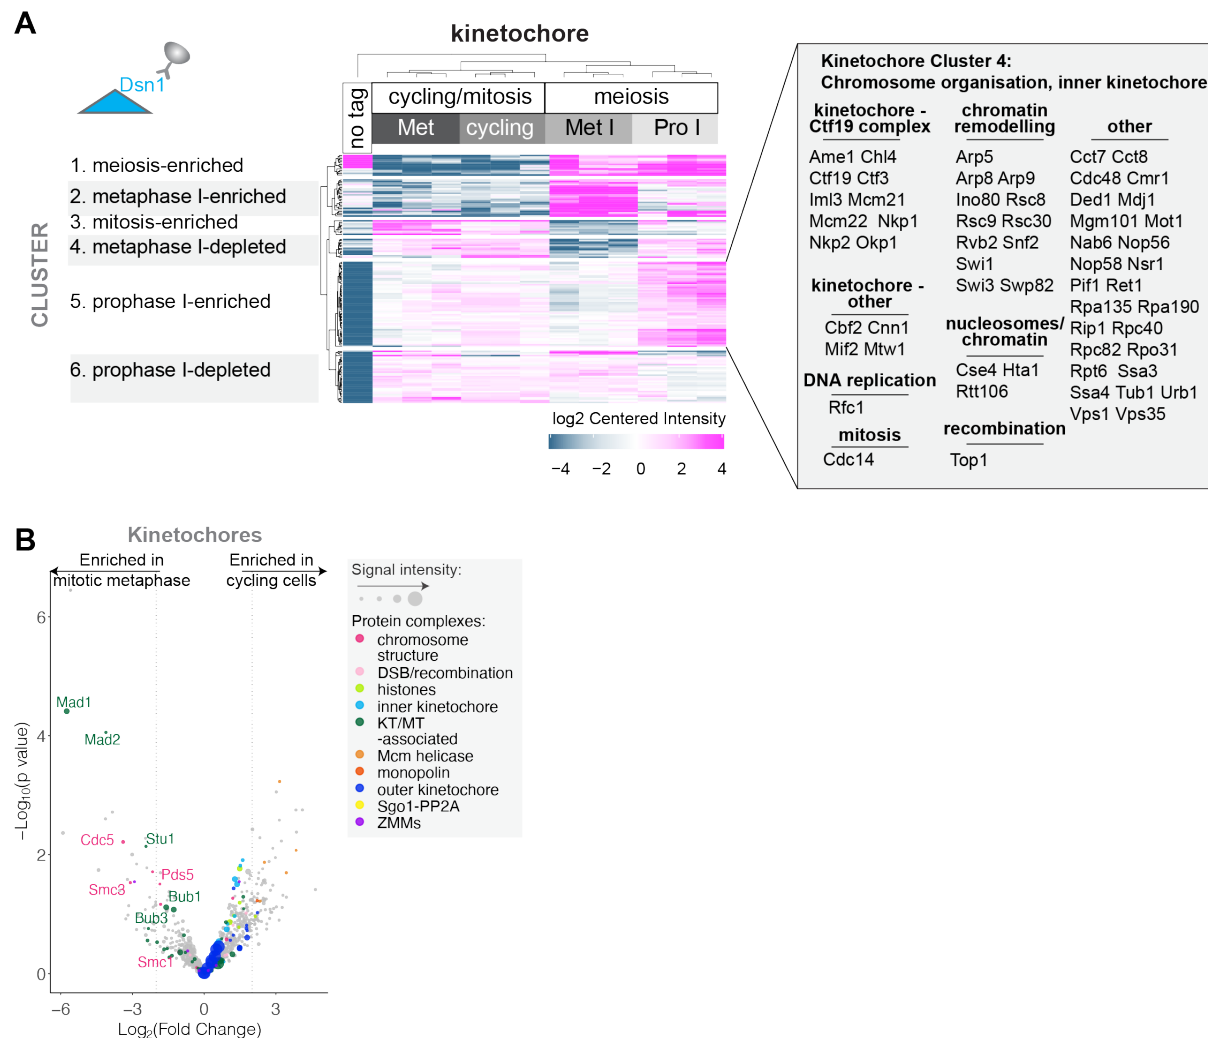 A
kinetochore
Dsn1
no tag
cycling/mitosis
meiosis
Met
cycling
Met I
Pro I
CLUSTER
1. meiosis-enriched
2. metaphase I-enriched
3. mitosis-enriched
4. metaphase I-depleted
5. prophase I-enriched
6. prophase I-depleted
log2 Centered Intensity
−4 −2 0 2 4
Kinetochore Cluster 4:
Chromosome organisation, inner kinetochore
kinetochore -
Ctf19 complex
Ame1 Chl4
Ctf19 Ctf3
Iml3 Mcm21
Mcm22 Nkp1
Nkp2 Okp1
kinetochore -
other
Cbf2 Cnn1
Mif2 Mtw1
DNA replication
Rfc1
mitosis
Cdc14
chromatin
remodelling
Arp5
Arp8 Arp9
Ino80 Rsc8
Rsc9 Rsc30
Rvb2 Snf2
Swi1
Swi3 Swp82
nucleosomes/
chromatin
Cse4 Hta1
Rtt106
recombination
Top1
other
Cct7 Cct8
Cdc48 Cmr1
Ded1 Mdj1
Mgm101 Mot1
Nab6 Nop56
Nop58 Nsr1
Pif1 Ret1
Rpa135 Rpa190
Rip1 Rpc40
Rpc82 Rpo31
Rpt6 Ssa3
Ssa4 Tub1 Urb1
Vps1 Vps35
B
Kinetochores
Enriched in
mitotic metaphase
Enriched in
cycling cells
−Log10(p value)
6
4
2
0
Mad1
Mad2
Cdc5
Stu1
Pds5
Smc3
Bub1
Bub3
Smc1
−6 −3 0 3
Log2(Fold Change)
Signal intensity:
Protein complexes:
chromosome
structure
DSB/recombination
histones
inner kinetochore
KT/MT
-associated
Mcm helicase
monopolin
outer kinetochore
Sgo1-PP2A
ZMMs